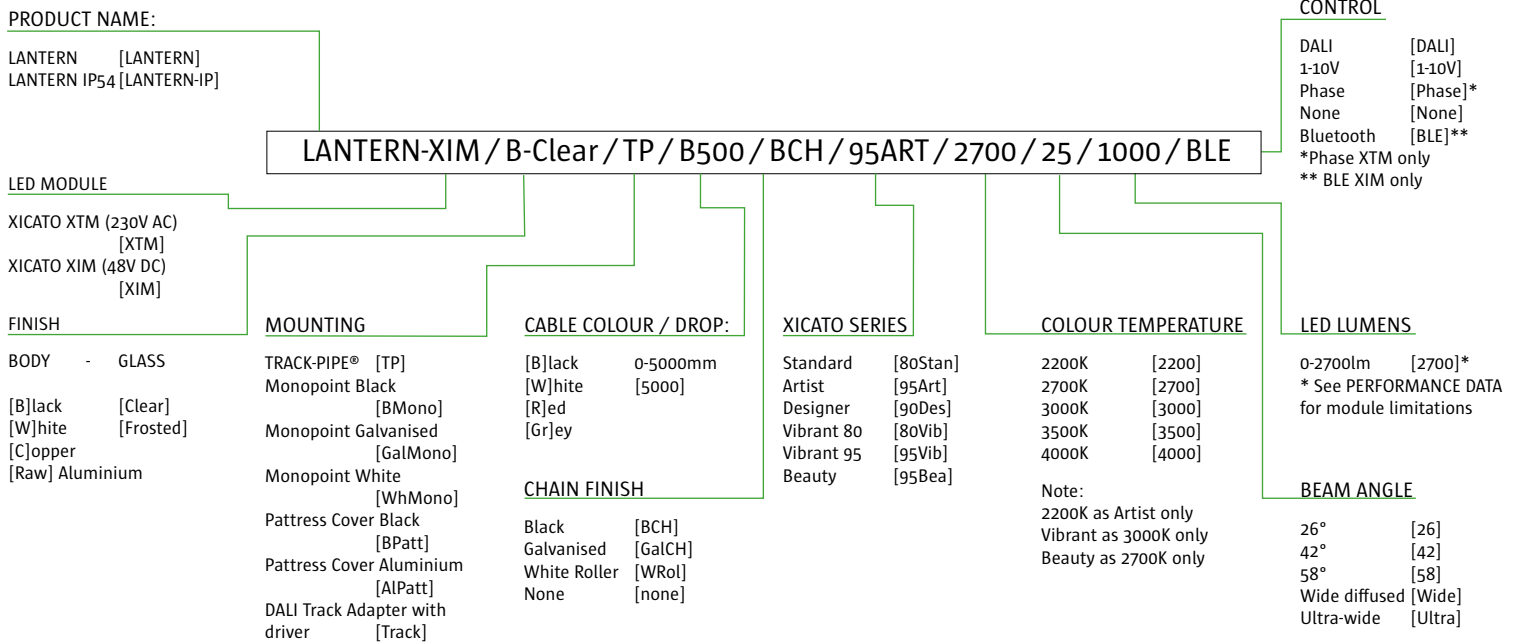 PRODUCT NAME:
LANTERN [LANTERN]
LANTERN IP54 [LANTERN-IP]
CONTROL
DALI [DALI]
1-10V [1-10V]
Phase [Phase]*
None [None]
Bluetooth [BLE]**
*Phase XTM only
** BLE XIM only
LANTERN-XIM / B-Clear / TP / B500 / BCH / 95ART / 2700 / 25 / 1000 / BLE
LED MODULE
XICATO XTM (230V AC)
[XTM]
XICATO XIM (48V DC)
[XIM]
FINISH
BODY - GLASS
[B]lack [Clear]
[W]hite [Frosted]
[C]opper
[Raw] Aluminium
MOUNTING
TRACK-PIPE® [TP]
Monopoint Black
[BMono]
Monopoint Galvanised
[GalMono]
Monopoint White
[WhMono]
Pattress Cover Black
[BPatt]
Pattress Cover Aluminium
[AlPatt]
DALI Track Adapter with
driver [Track]
CABLE COLOUR / DROP:
[B]lack 0-5000mm
[W]hite [5000]
[R]ed
[Gr]ey
CHAIN FINISH
Black [BCH]
Galvanised [GalCH]
White Roller [WRol]
None [none]
XICATO SERIES
Standard [80Stan]
Artist [95Art]
Designer [90Des]
Vibrant 80 [80Vib]
Vibrant 95 [95Vib]
Beauty [95Bea]
COLOUR TEMPERATURE
2200K [2200]
2700K [2700]
3000K [3000]
3500K [3500]
4000K [4000]
Note:
2200K as Artist only
Vibrant as 3000K only
Beauty as 2700K only
LED LUMENS
0-2700lm [2700]*
* See PERFORMANCE DATA
for module limitations
BEAM ANGLE
26° [26]
42° [42]
58° [58]
Wide diffused [Wide]
Ultra-wide [Ultra]